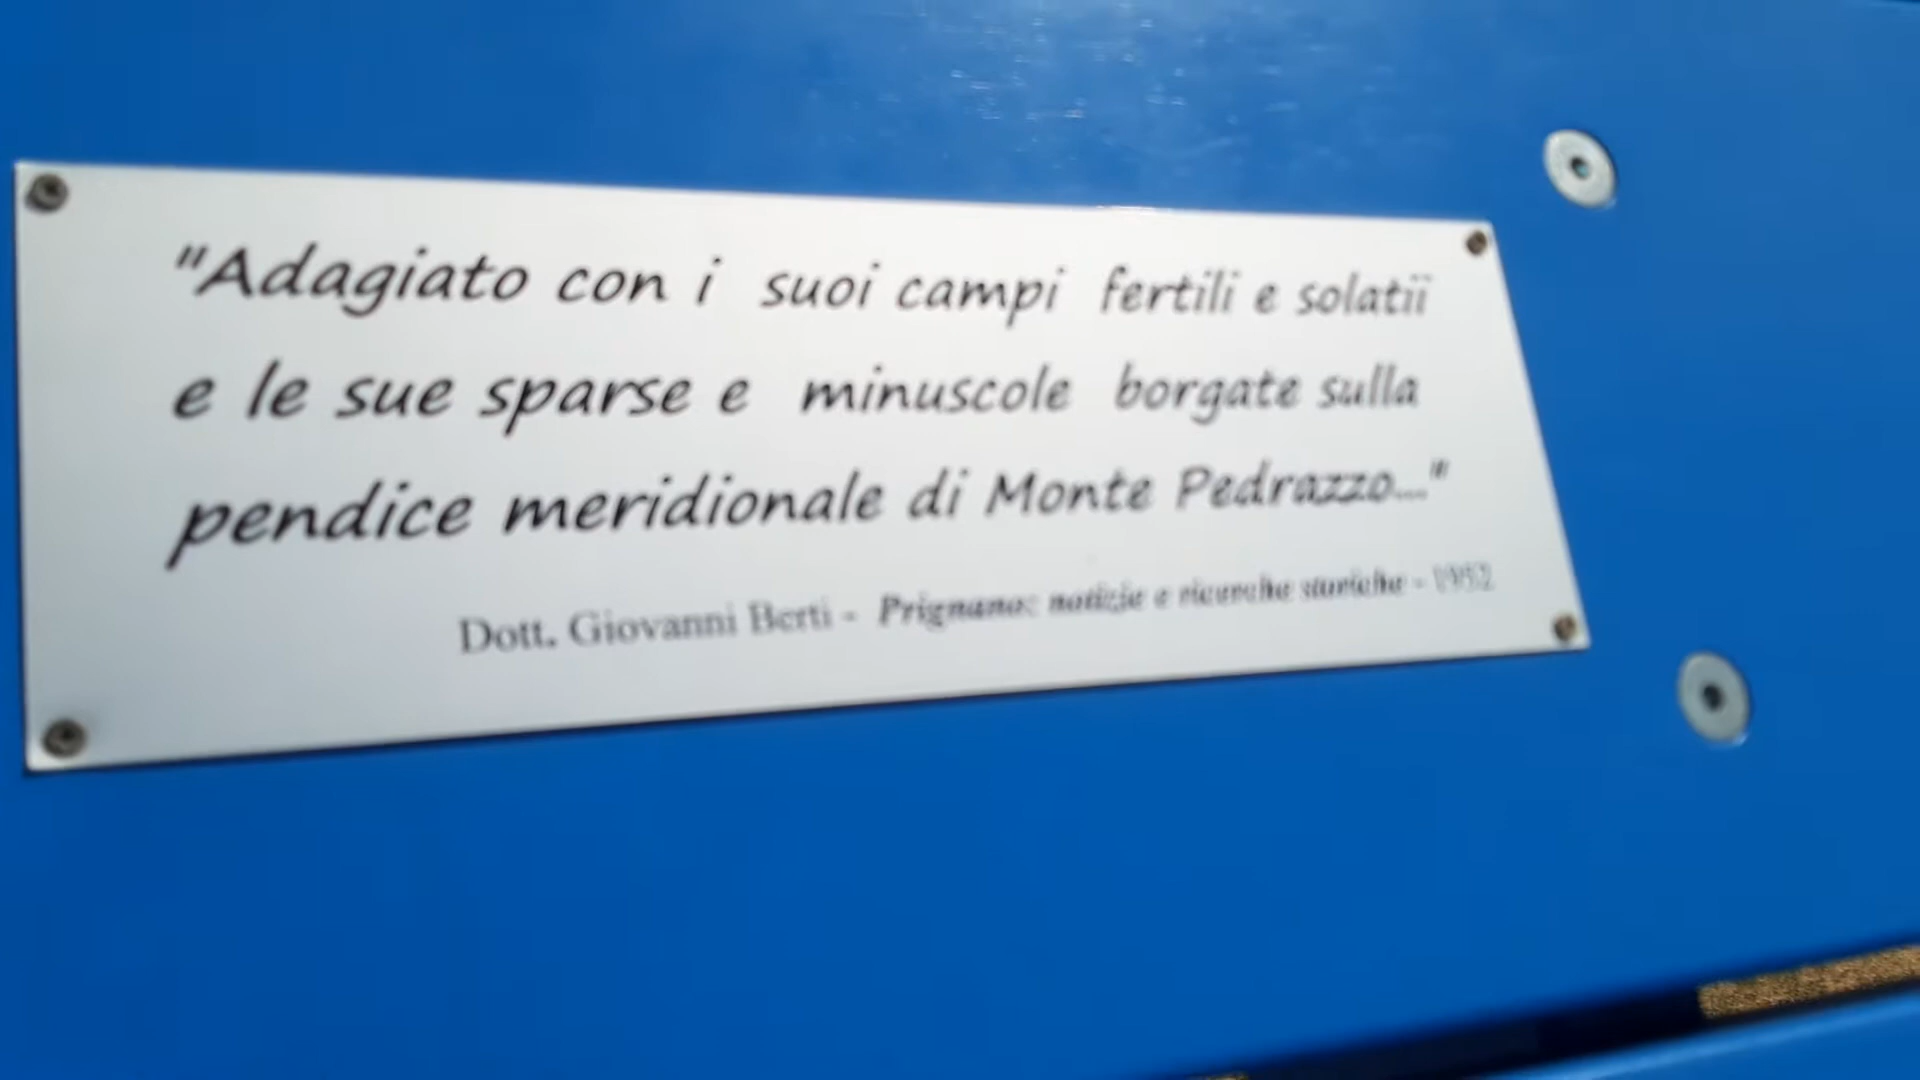 "Adagiato con i suoi campi fertili e solatii
e le sue sparse e minuscole borgate sulla
pendice meridionale di Monte Pedrazzo..."
Dott. Giovanni Berti - Prignano: notizie e ricerche storiche - 1952